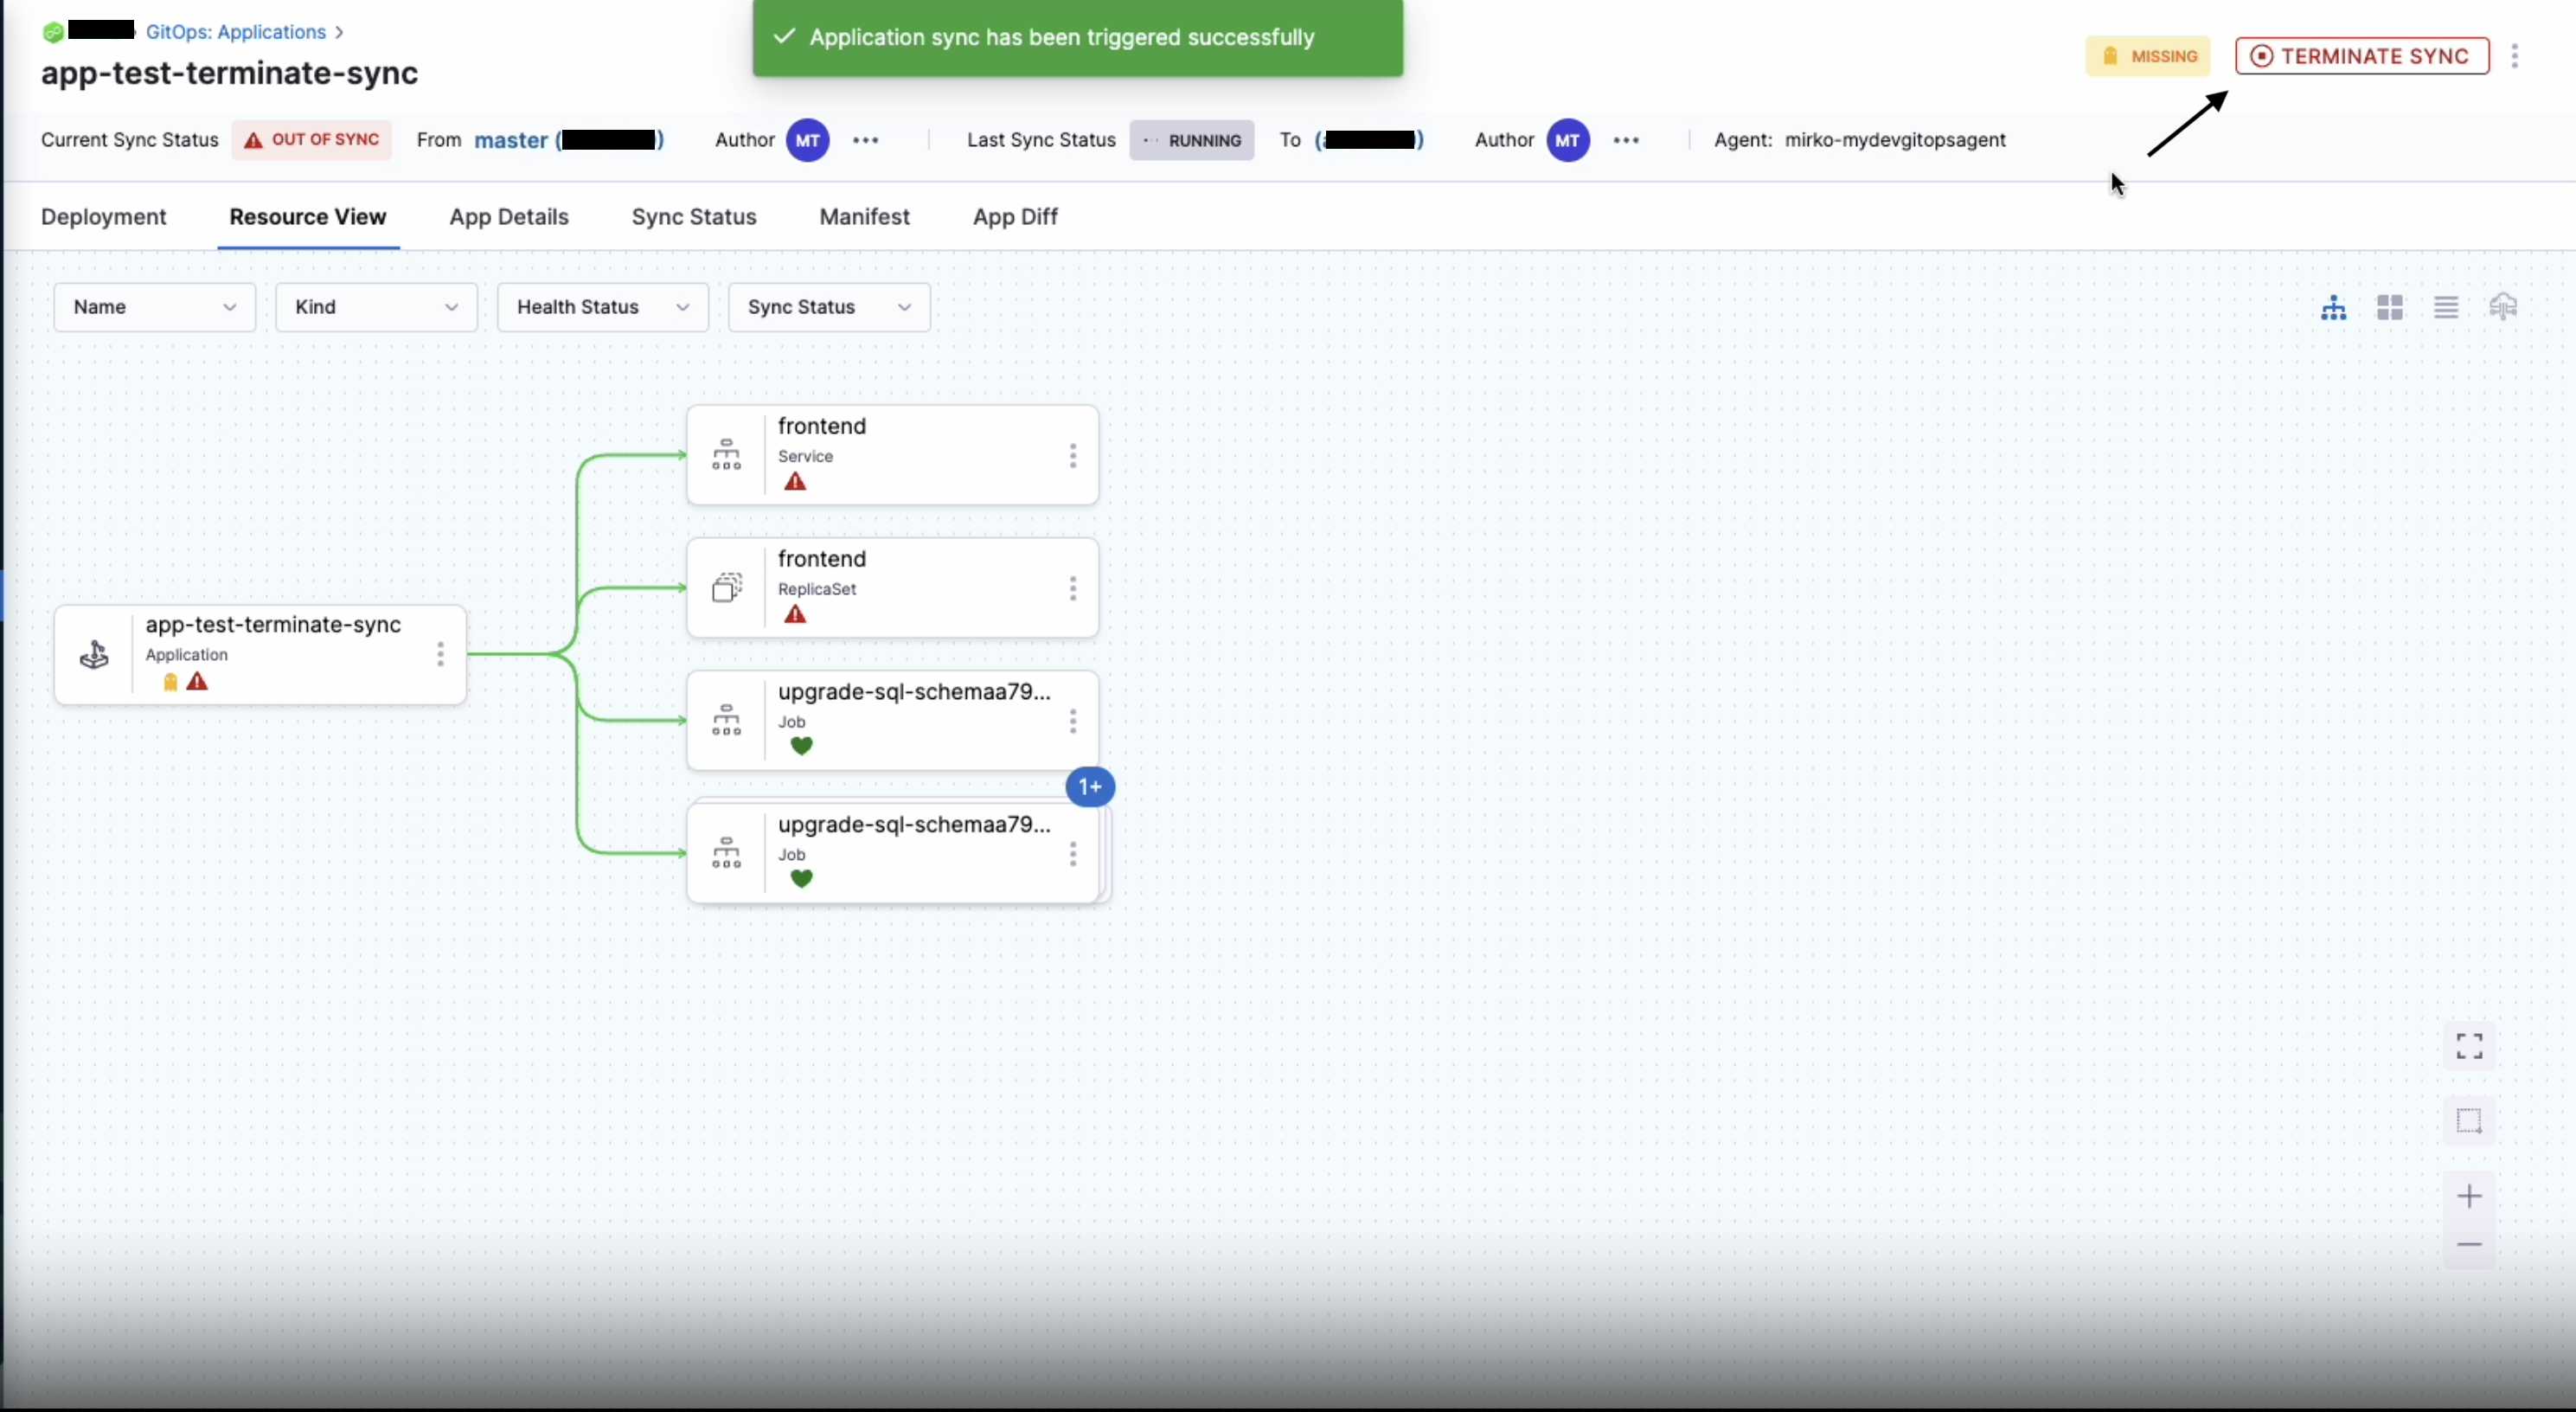 Application sync has been triggered successfully
GitOps: Applications >
app-test-terminate-sync
MISSING
TERMINATE SYNC
Current Sync Status OUT OF SYNC From master ( ) Author MT ••• Last Sync Status RUNNING To ( ) Author MT ••• Agent: mirko-mydevgitopsagent
Deployment Resource View App Details Sync Status Manifest App Diff
Name Kind Health Status Sync Status
frontend
Service
frontend
ReplicaSet
app-test-terminate-sync
Application
upgrade-sql-schemaa79...
Job
1+
upgrade-sql-schemaa79...
Job